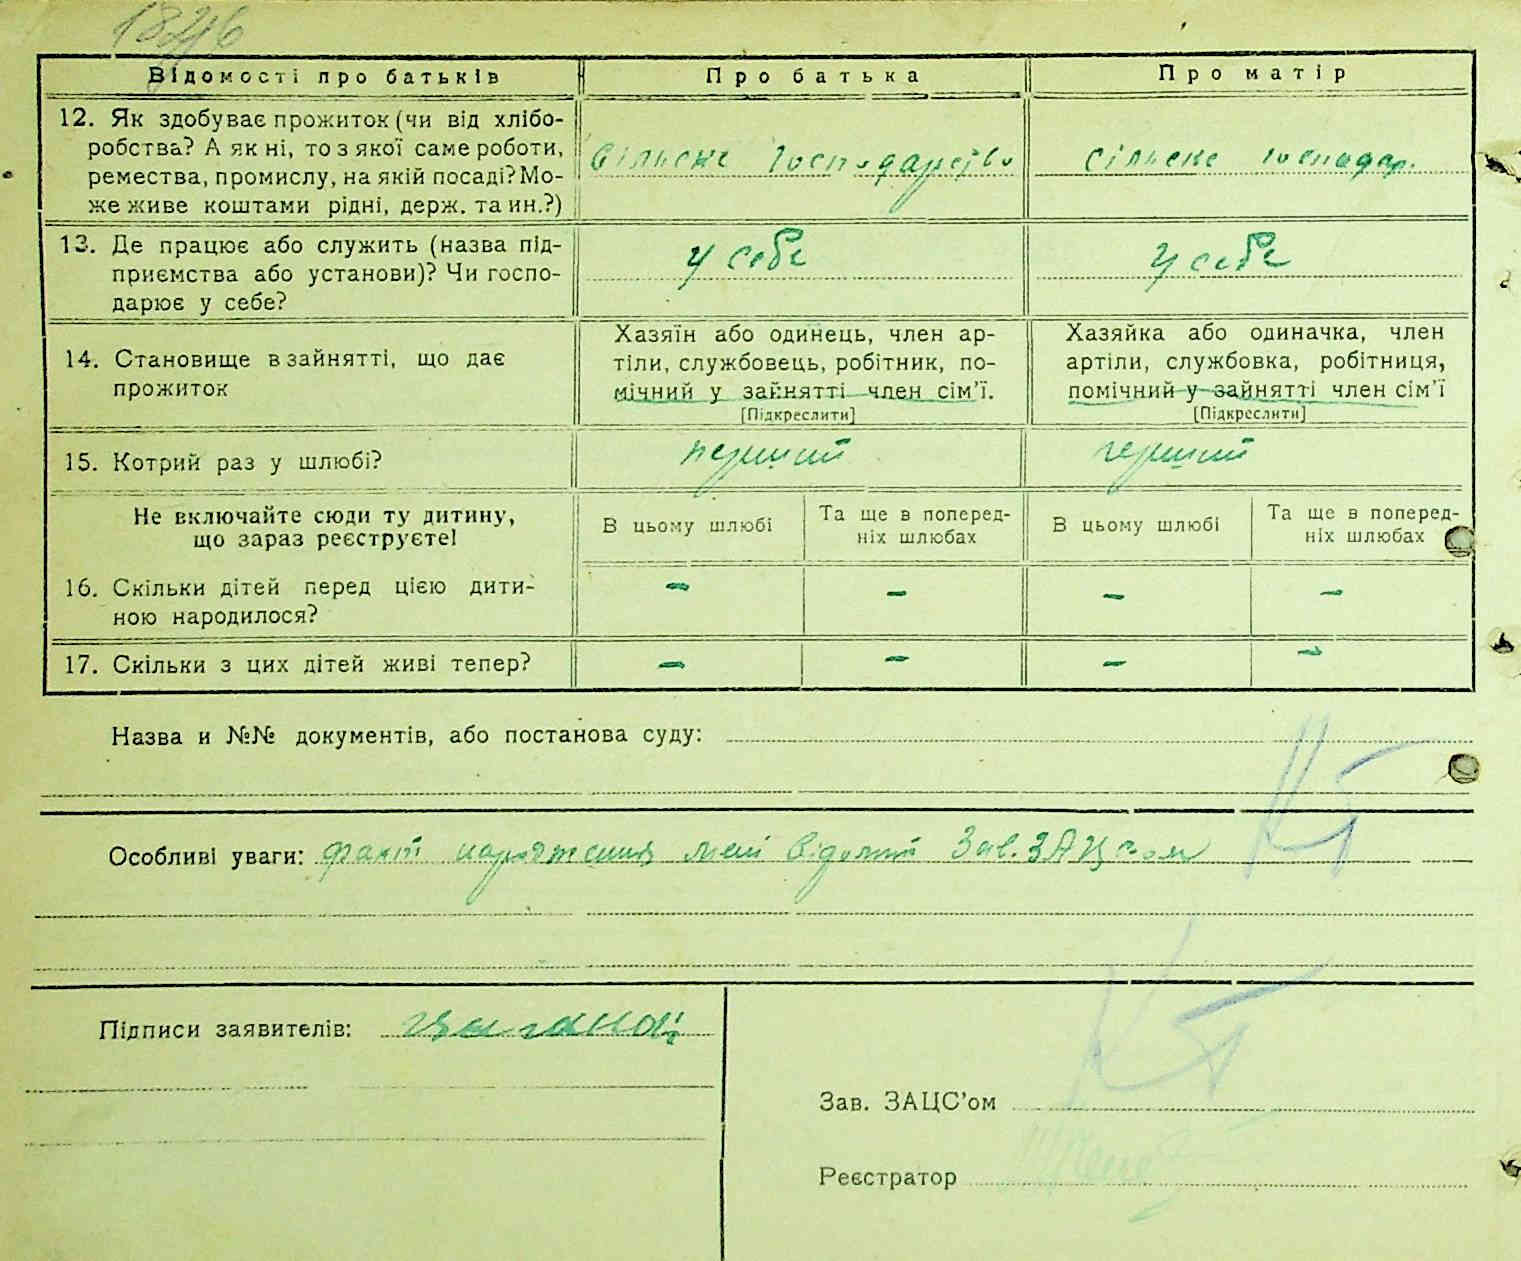 Відомості про батьків
Про батька
Про матір
12. Як здобуває прожиток (чи від хлібо-
робства? А як ні, то з якої саме роботи,
ремества, промислу, на якій посаді? Мо-
же живе коштами рідні, держ. та ин.?)
Сільске Господарство
Сільске господар.
13. Де працює або служить (назва під-
приємства або установи)? Чи госпо-
дарює у себе?
у себе
у себе
14. Становище в зайнятті, що дає
прожиток
Хазяїн або одинець, член ар-
тіли, службовець, робітник, по-
мічний у зайнятті член сім’ї.
[Підкреслити]
Хазяйка або одиначка, член
артіли, службовка, робітниця,
помічний у зайнятті член сім’ї
[Підкреслити]
15. Котрий раз у шлюбі?
перший
перший
Не включайте сюди ту дитину,
що зараз реєструєте!
В цьому шлюбі
Та ще в поперед-
ніх шлюбах
В цьому шлюбі
Та ще в поперед-
ніх шлюбах
16. Скільки дітей перед цією дити-
ною народилося?
– – – –
17. Скільки з цих дітей живі тепер?
– – – –
Назва и №№ документів, або постанова суду:
Особливі уваги: факт народження мені відомий Зав. ЗАЦСом
Підписи заявителів:
Зав. ЗАЦС’ом
Реєстратор